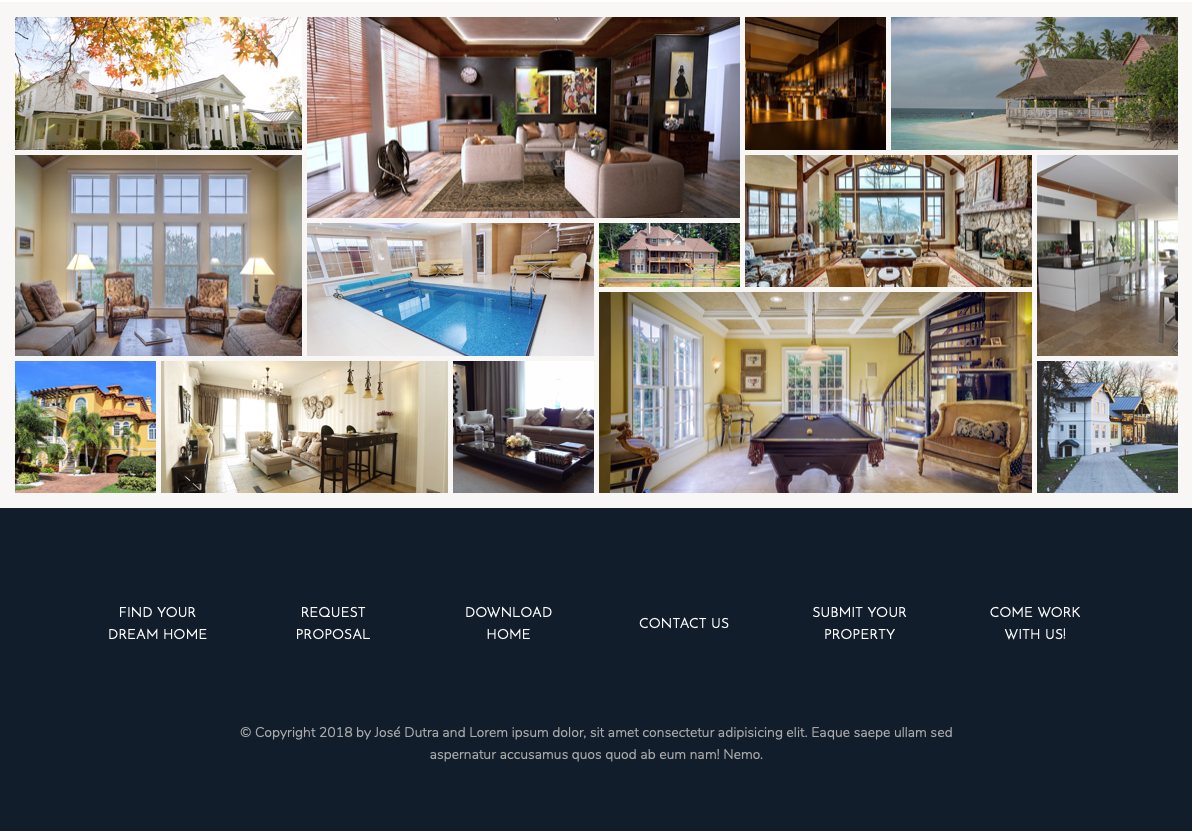 FIND YOUR
DREAM HOME
REQUEST
PROPOSAL
DOWNLOAD
HOME
CONTACT US
SUBMIT YOUR
PROPERTY
COME WORK
WITH US!
© Copyright 2018 by José Dutra and Lorem ipsum dolor, sit amet consectetur adipisicing elit. Eaque saepe ullam sed
aspernatur accusamus quos quod ab eum nam! Nemo.